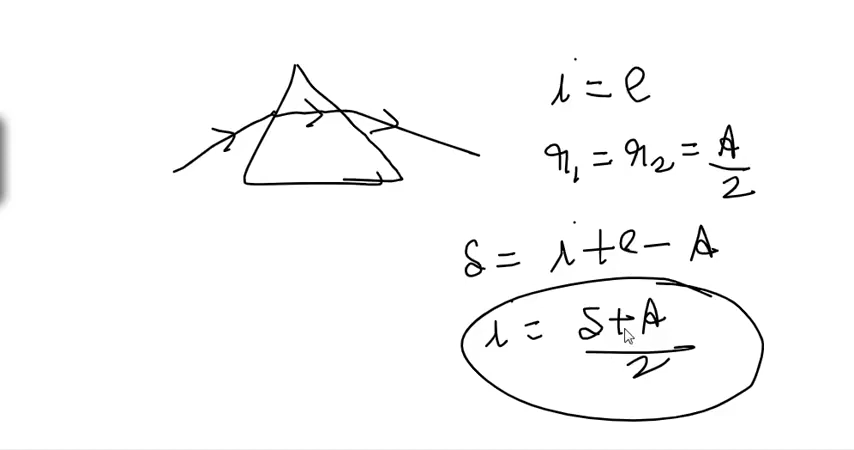 i = e
r₁ = r₂ = A/2
δ = i + e − A
i = δ + A / 2